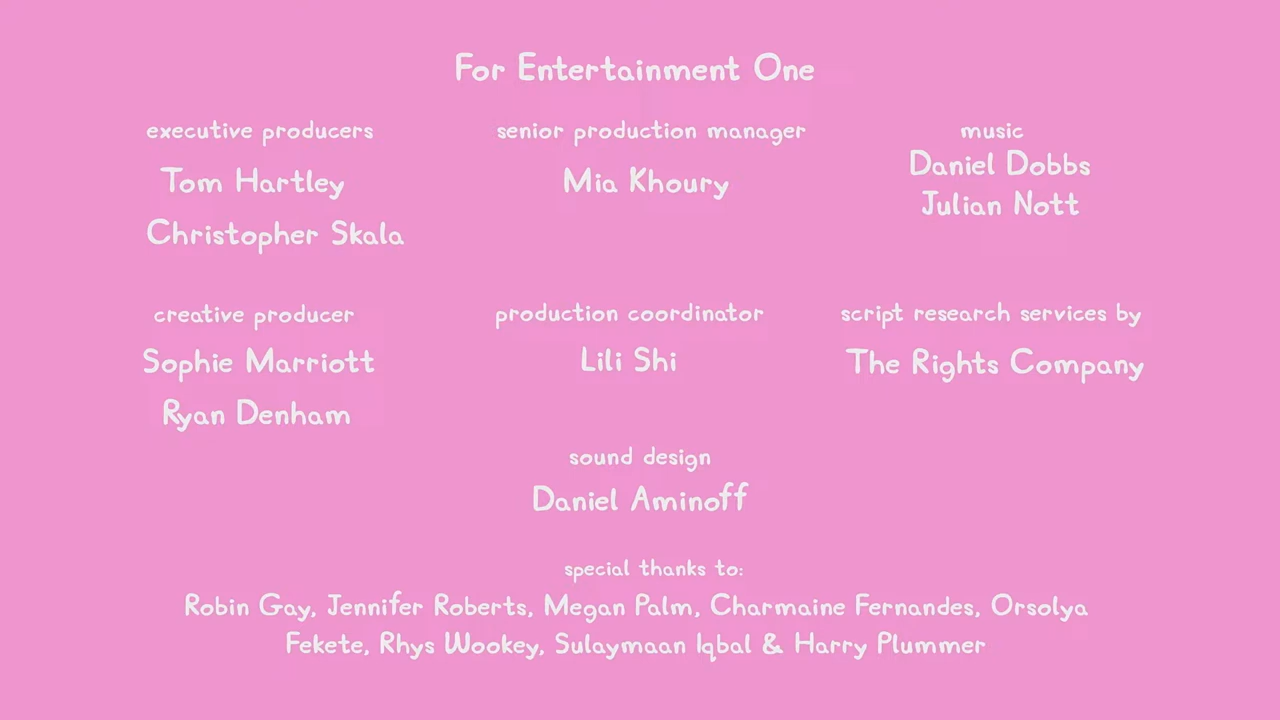 For Entertainment One
executive producers
Tom Hartley
Christopher Skala
senior production manager
Mia Khoury
music
Daniel Dobbs
Julian Nott
creative producer
Sophie Marriott
Ryan Denham
production coordinator
Lili Shi
script research services by
The Rights Company
sound design
Daniel Aminoff
special thanks to:
Robin Gay, Jennifer Roberts, Megan Palm, Charmaine Fernandes, Orsolya
Fekete, Rhys Wookey, Sulaymaan Iqbal & Harry Plummer